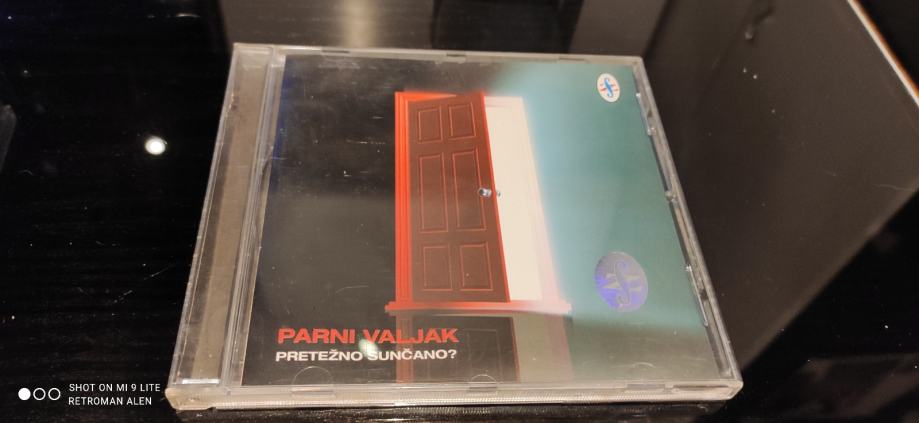 PARNI VALJAK
PRETEŽNO SUNČANO?
SHOT ON MI 9 LITE
RETROMAN ALEN